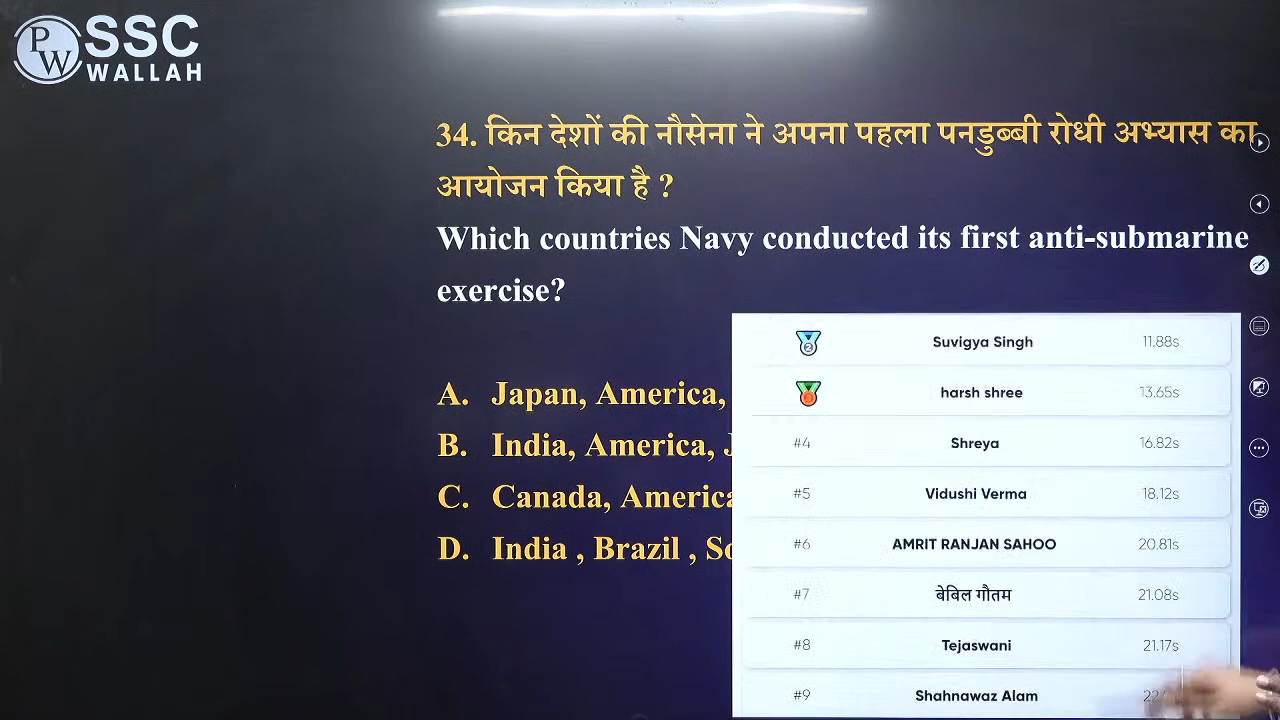 PW
SSC
WALLAH
34. किन देशों की नौसेना ने अपना पहला पनडुब्बी रोधी अभ्यास का
आयोजन किया है ?
Which countries Navy conducted its first anti-submarine
exercise?
A. Japan, America,
B. India, America,
C. Canada, America
D. India , Brazil ,
2 Suvigya Singh 11.88s
3 harsh shree 13.65s
#4 Shreya 16.82s
#5 Vidushi Verma 18.12s
#6 AMRIT RANJAN SAHOO 20.81s
#7 बेबिल गौतम 21.08s
#8 Tejaswani 21.17s
#9 Shahnawaz Alam